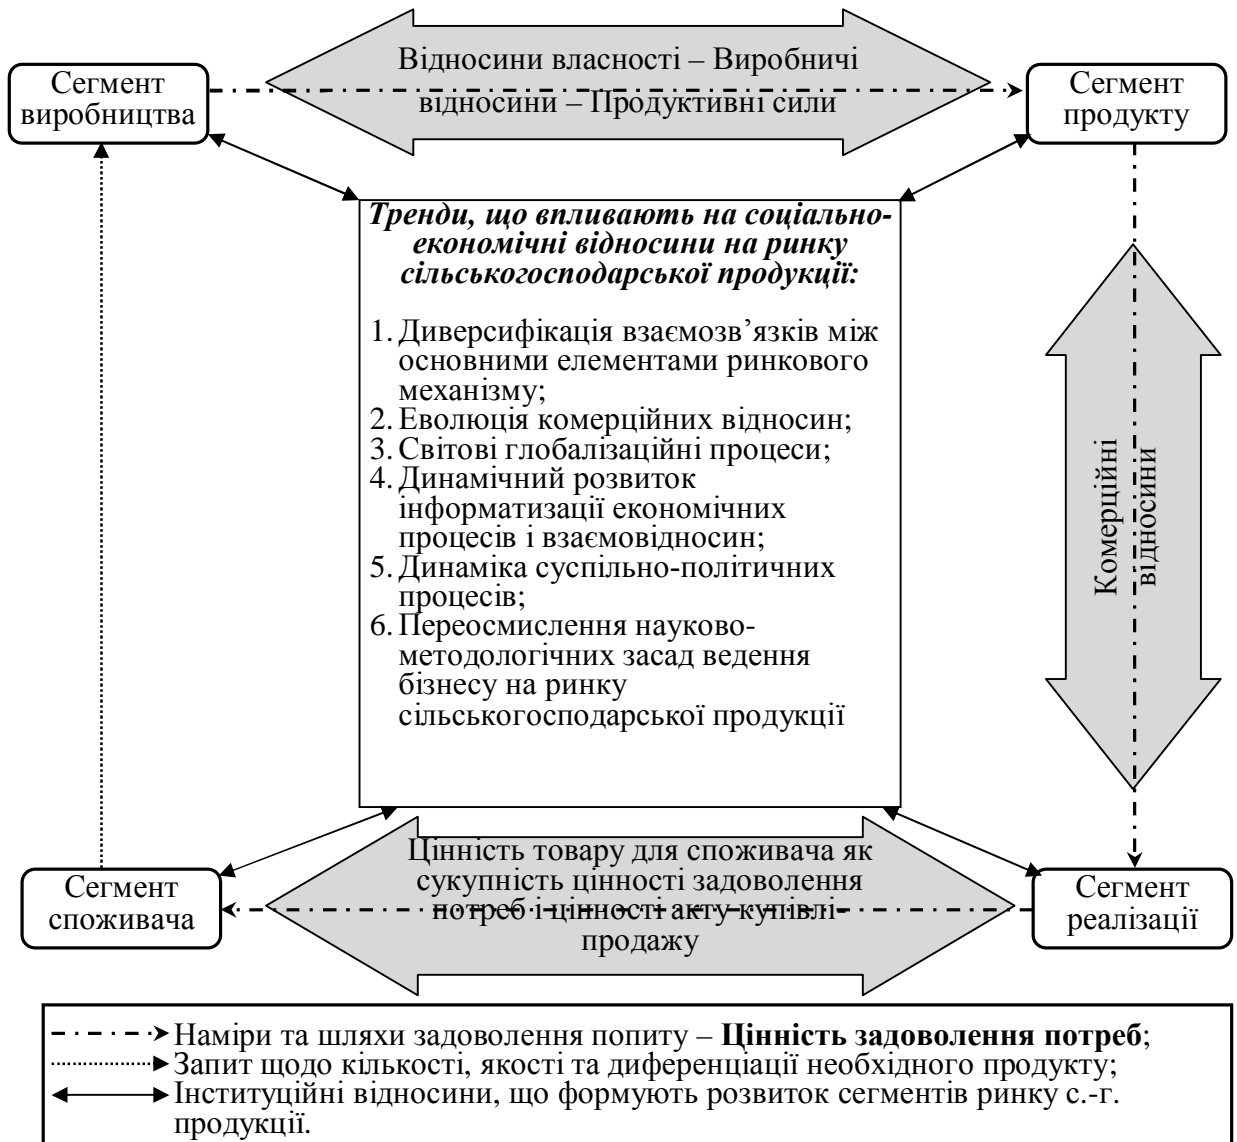 Відносини власності – Виробничі
відносини – Продуктивні сили
Сегмент
виробництва
Сегмент
продукту
Тренди, що впливають на соціально-
економічні відносини на ринку
сільськогосподарської продукції:
1. Диверсифікація взаємозв’язків між
основними елементами ринкового
механізму;
2. Еволюція комерційних відносин;
3. Світові глобалізаційні процеси;
4. Динамічний розвиток
інформатизації економічних
процесів і взаємовідносин;
5. Динаміка суспільно-політичних
процесів;
6. Переосмислення науково-
методологічних засад ведення
бізнесу на ринку
сільськогосподарської продукції
Комерційні
відносини
Цінність товару для споживача як
сукупність цінності задоволення
потреб і цінності акту купівлі-
продажу
Сегмент
споживача
Сегмент
реалізації
Наміри та шляхи задоволення попиту – Цінність задоволення потреб;
Запит щодо кількості, якості та диференціації необхідного продукту;
Інституційні відносини, що формують розвиток сегментів ринку с.-г.
продукції.